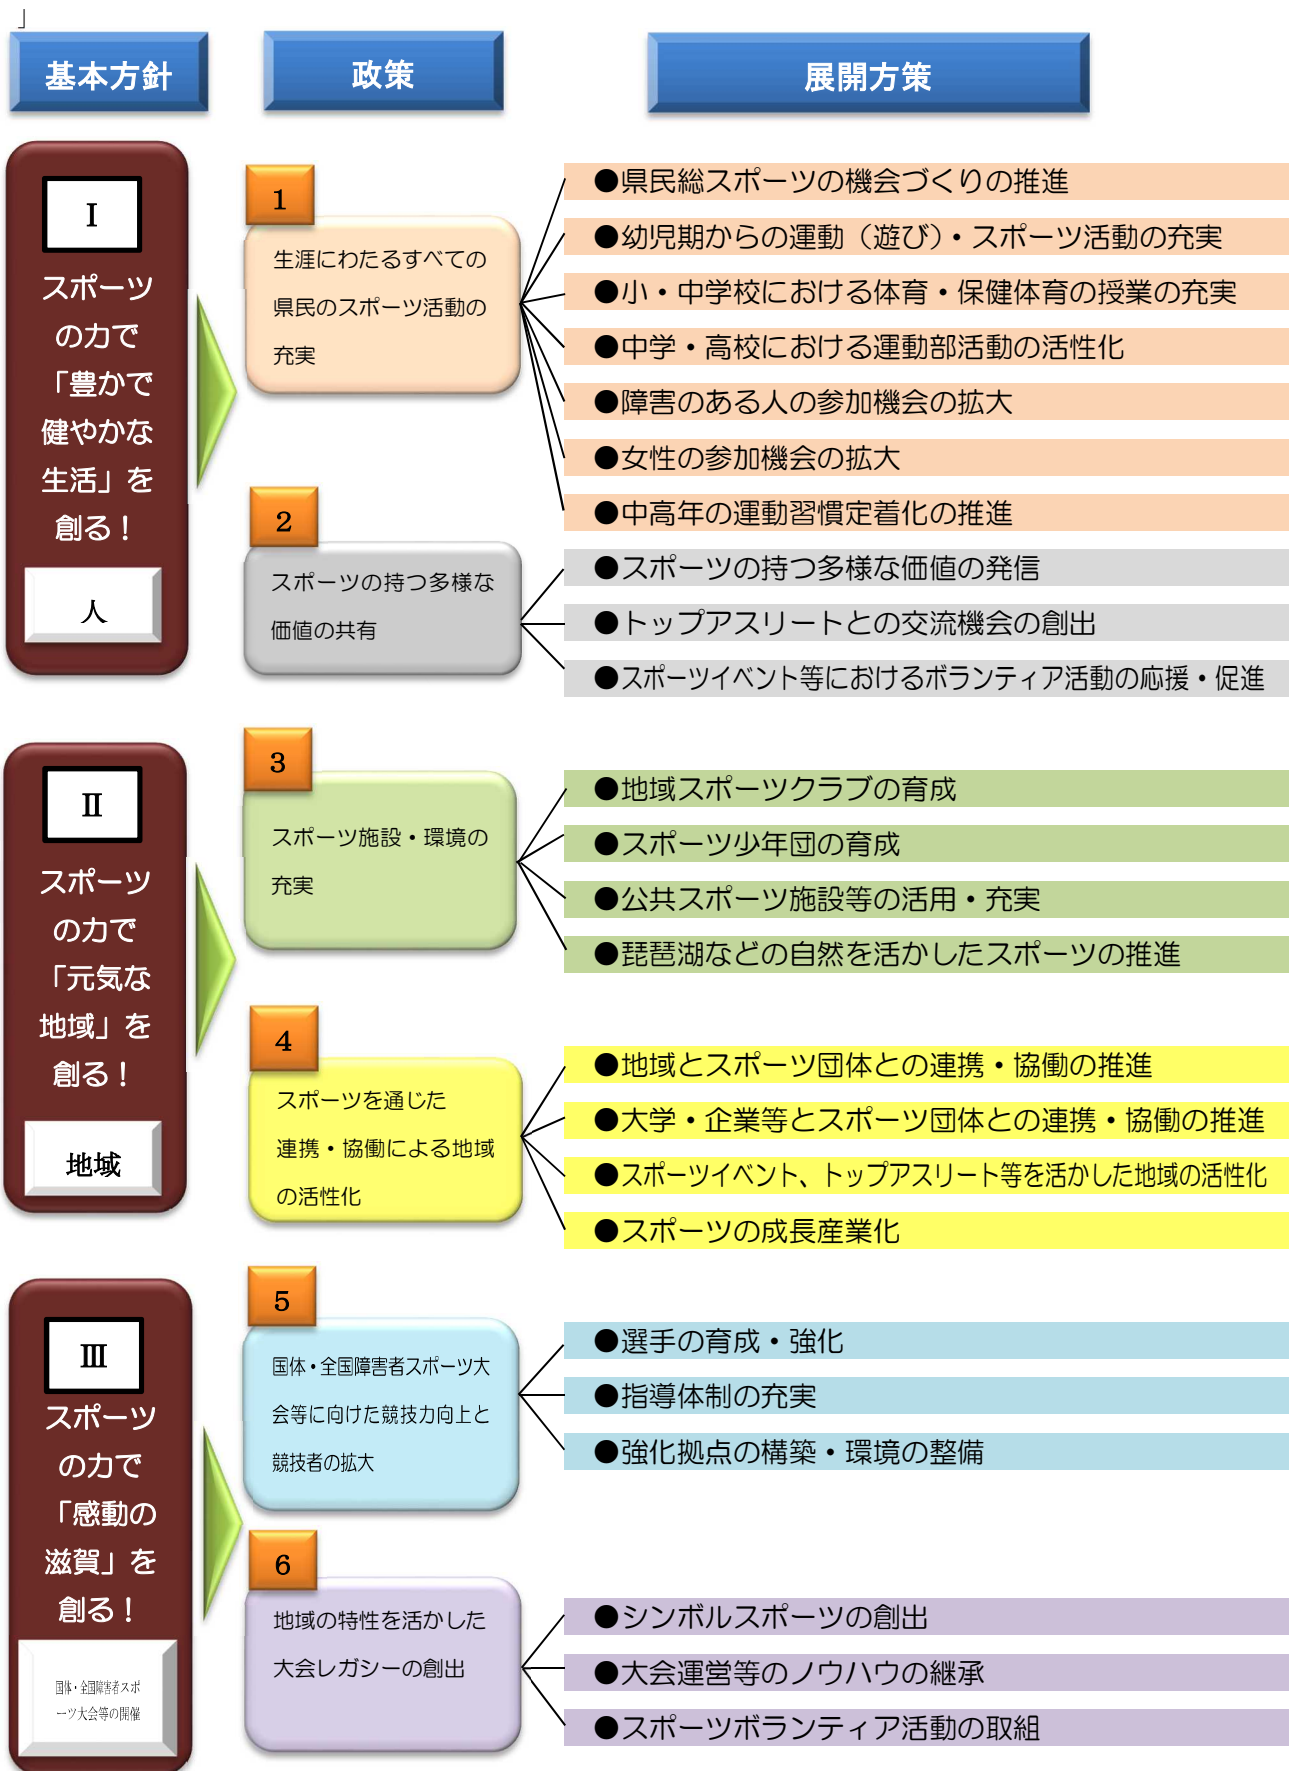 」
基本方針
政策
展開方策
Ⅰ
スポーツ
の力で
「豊かで
健やかな
生活」を
創る！
人
1
生涯にわたるすべての
県民のスポーツ活動の
充実
●県民総スポーツの機会づくりの推進
●幼児期からの運動（遊び）・スポーツ活動の充実
●小・中学校における体育・保健体育の授業の充実
●中学・高校における運動部活動の活性化
●障害のある人の参加機会の拡大
●女性の参加機会の拡大
●中高年の運動習慣定着化の推進
2
スポーツの持つ多様な
価値の共有
●スポーツの持つ多様な価値の発信
●トップアスリートとの交流機会の創出
●スポーツイベント等におけるボランティア活動の応援・促進
Ⅱ
スポーツ
の力で
「元気な
地域」を
創る！
地域
3
スポーツ施設・環境の
充実
●地域スポーツクラブの育成
●スポーツ少年団の育成
●公共スポーツ施設等の活用・充実
●琵琶湖などの自然を活かしたスポーツの推進
4
スポーツを通じた
連携・協働による地域
の活性化
●地域とスポーツ団体との連携・協働の推進
●大学・企業等とスポーツ団体との連携・協働の推進
●スポーツイベント、トップアスリート等を活かした地域の活性化
●スポーツの成長産業化
Ⅲ
スポーツ
の力で
「感動の
滋賀」を
創る！
国体・全国障害者スポ
ーツ大会等の開催
5
国体・全国障害者スポーツ大
会等に向けた競技力向上と
競技者の拡大
●選手の育成・強化
●指導体制の充実
●強化拠点の構築・環境の整備
6
地域の特性を活かした
大会レガシーの創出
●シンボルスポーツの創出
●大会運営等のノウハウの継承
●スポーツボランティア活動の取組